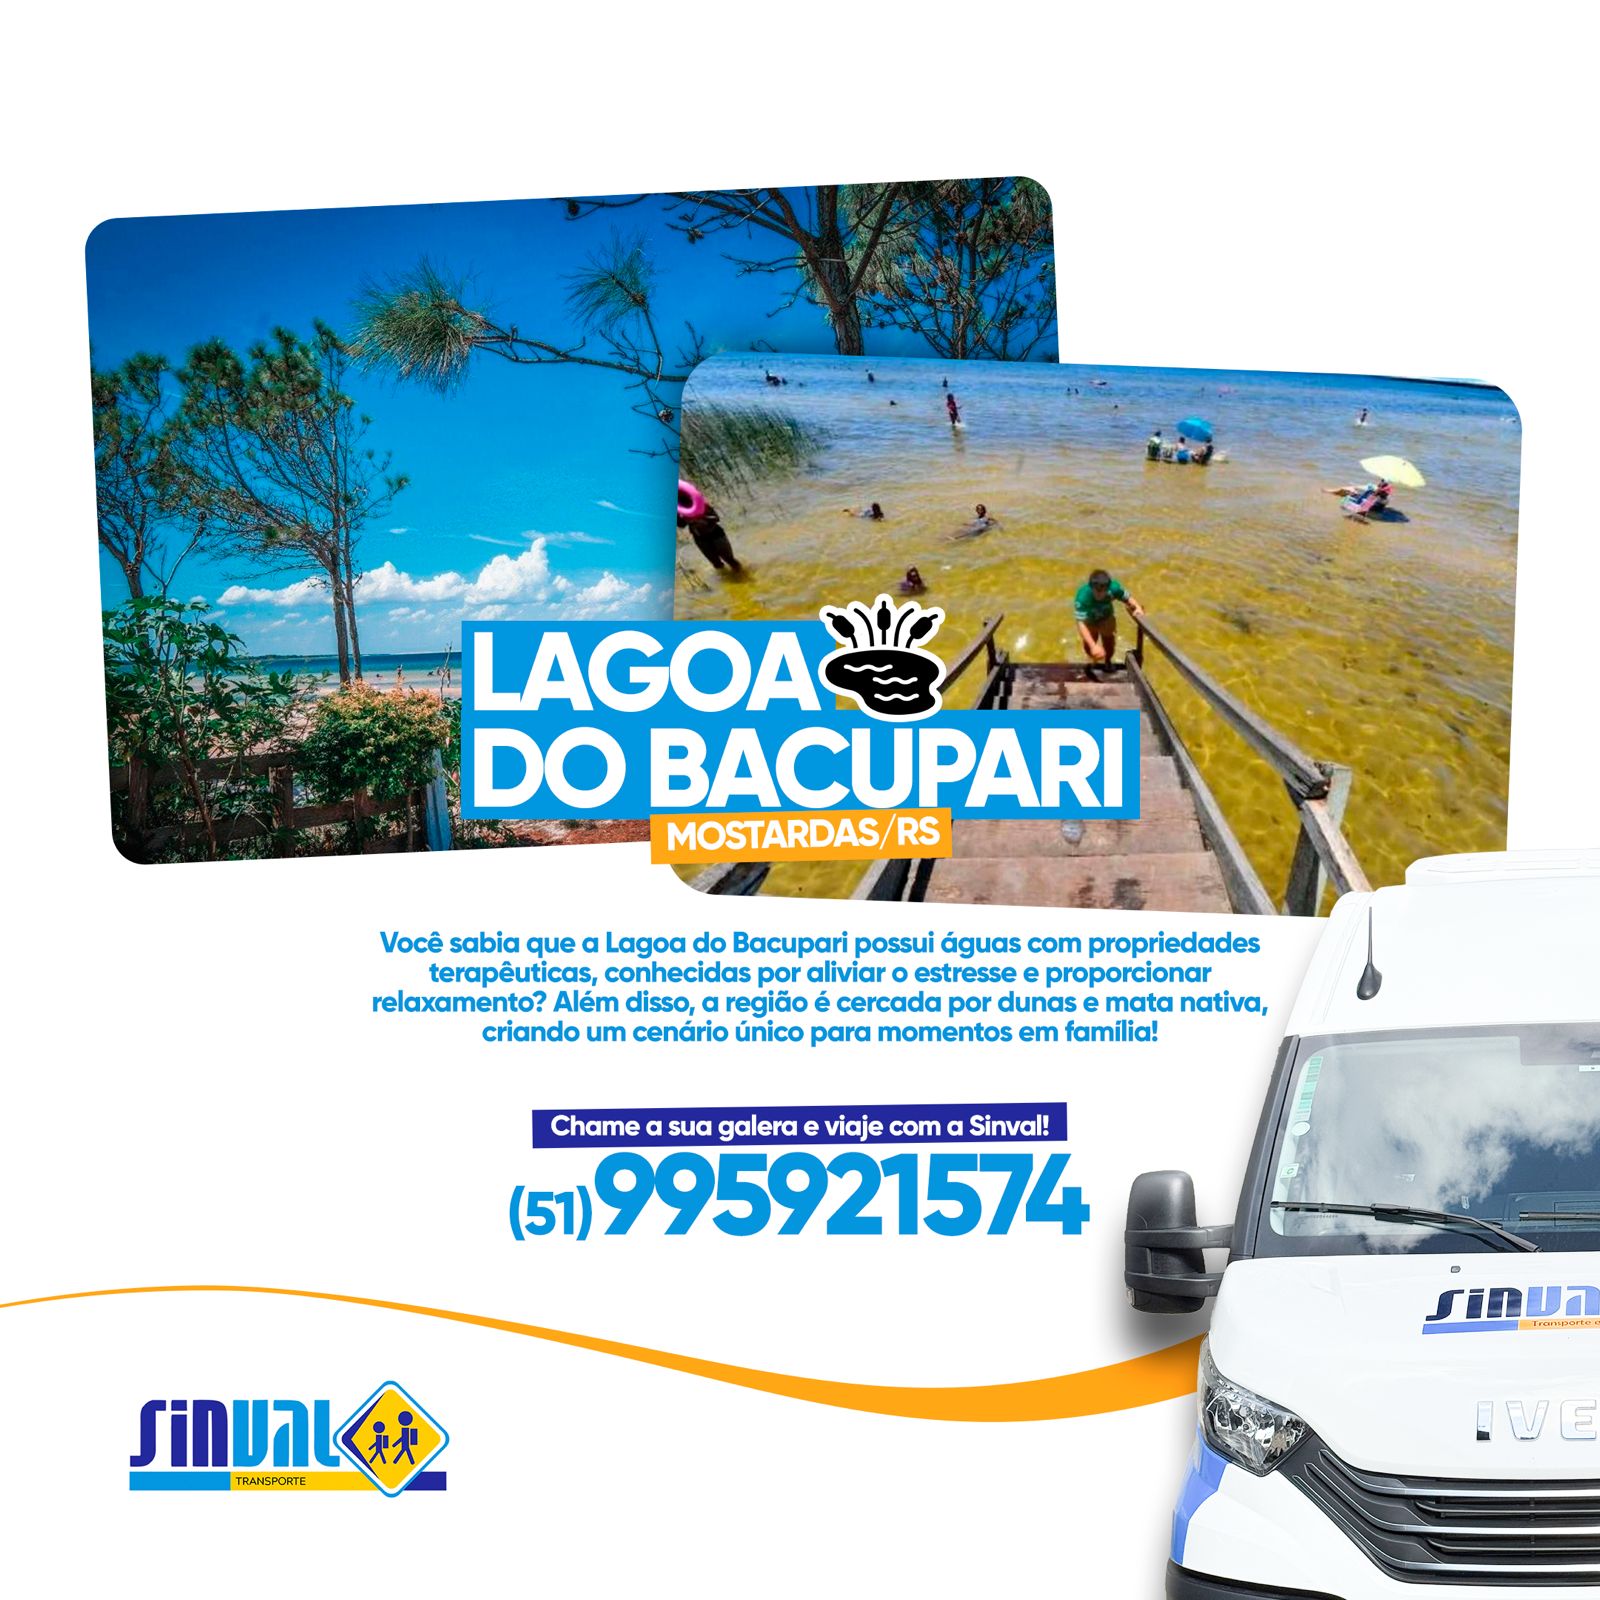 LAGOA
DO BACUPARI
MOSTARDAS/RS
Você sabia que a Lagoa do Bacupari possui águas com propriedades
terapêuticas, conhecidas por aliviar o estresse e proporcionar
relaxamento? Além disso, a região é cercada por dunas e mata nativa,
criando um cenário único para momentos em família!
Chame a sua galera e viaje com a Sinval!
(51)995921574
SINVAL
TRANSPORTE
SINVA
Transporte e
IVE